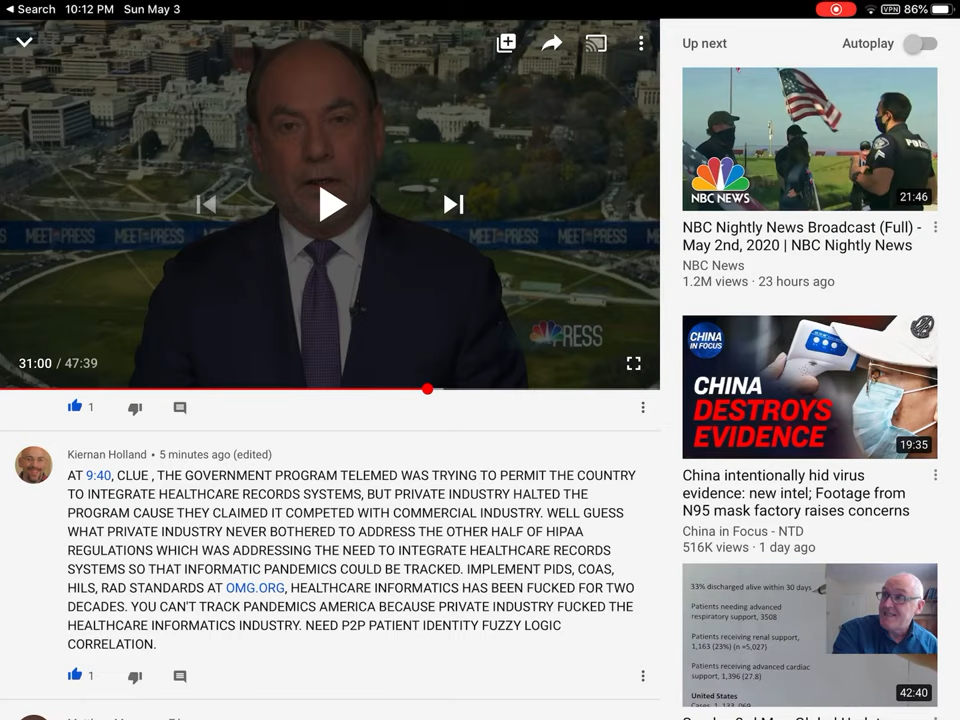 Search 10:12 PM Sun May 3
VPN 86%
MEET THE PRESS MEET THE PRESS
PRESS
31:00 / 47:39
1
Kiernan Holland • 5 minutes ago (edited)
AT 9:40, CLUE , THE GOVERNMENT PROGRAM TELEMED WAS TRYING TO PERMIT THE COUNTRY
TO INTEGRATE HEALTHCARE RECORDS SYSTEMS, BUT PRIVATE INDUSTRY HALTED THE
PROGRAM CAUSE THEY CLAIMED IT COMPETED WITH COMMERCIAL INDUSTRY. WELL GUESS
WHAT PRIVATE INDUSTRY NEVER BOTHERED TO ADDRESS THE OTHER HALF OF HIPAA
REGULATIONS WHICH WAS ADDRESSING THE NEED TO INTEGRATE HEALTHCARE RECORDS
SYSTEMS SO THAT INFORMATIC PANDEMICS COULD BE TRACKED. IMPLEMENT PIDS, COAS,
HILS, RAD STANDARDS AT OMG.ORG, HEALTHCARE INFORMATICS HAS BEEN FUCKED FOR TWO
DECADES. YOU CAN'T TRACK PANDEMICS AMERICA BECAUSE PRIVATE INDUSTRY FUCKED THE
HEALTHCARE INFORMATICS INDUSTRY. NEED P2P PATIENT IDENTITY FUZZY LOGIC
CORRELATION.
1
Up next Autoplay
POLICE
NBC NEWS
21:46
NBC Nightly News Broadcast (Full) -
May 2nd, 2020 | NBC Nightly News
NBC News
1.2M views · 23 hours ago
CHINA
IN FOCUS
CHINA
DESTROYS
EVIDENCE
19:35
China intentionally hid virus
evidence: new intel; Footage from
N95 mask factory raises concerns
China in Focus - NTD
516K views · 1 day ago
33% discharged alive within 30 days
Patients needing advanced
respiratory support, 3508
Patients receiving renal support,
1,163 (23%) (n =5,027)
Patients receiving advanced cardiac
support, 1,396 (27.8)
United States
42:40